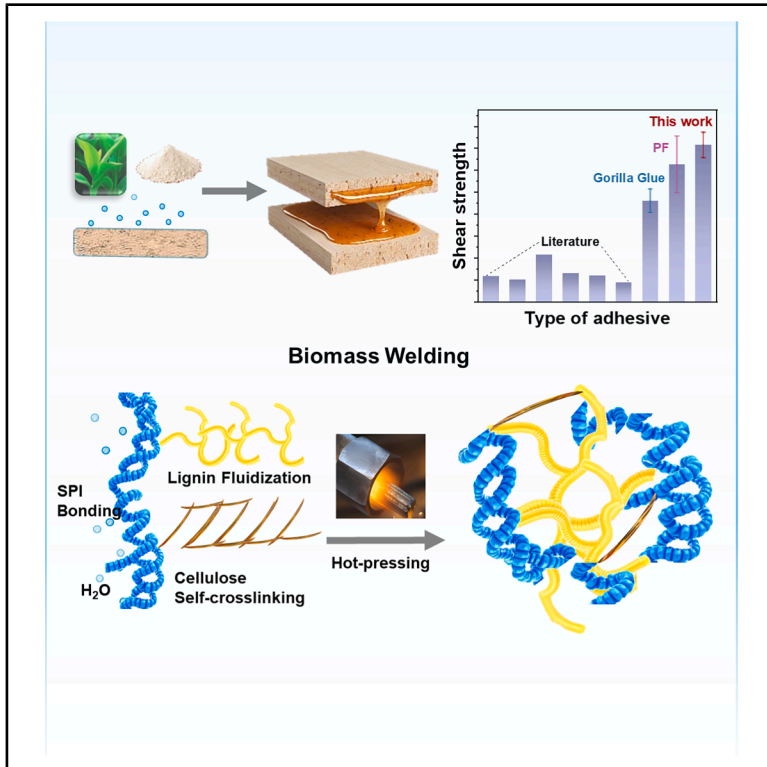 This work
PF
Gorilla Glue
Literature
Shear strength
Type of adhesive
Biomass Welding
Lignin Fluidization
SPI
Bonding
H₂O
Cellulose
Self-crosslinking
Hot-pressing